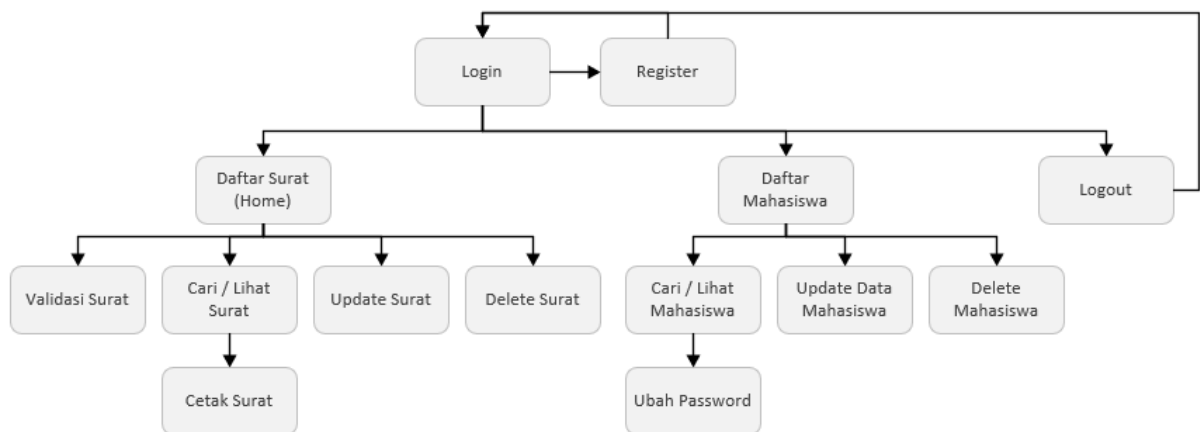 Login
Register
Daftar Surat
(Home)
Daftar
Mahasiswa
Logout
Validasi Surat
Cari / Lihat
Surat
Update Surat
Delete Surat
Cari / Lihat
Mahasiswa
Update Data
Mahasiswa
Delete
Mahasiswa
Cetak Surat
Ubah Password